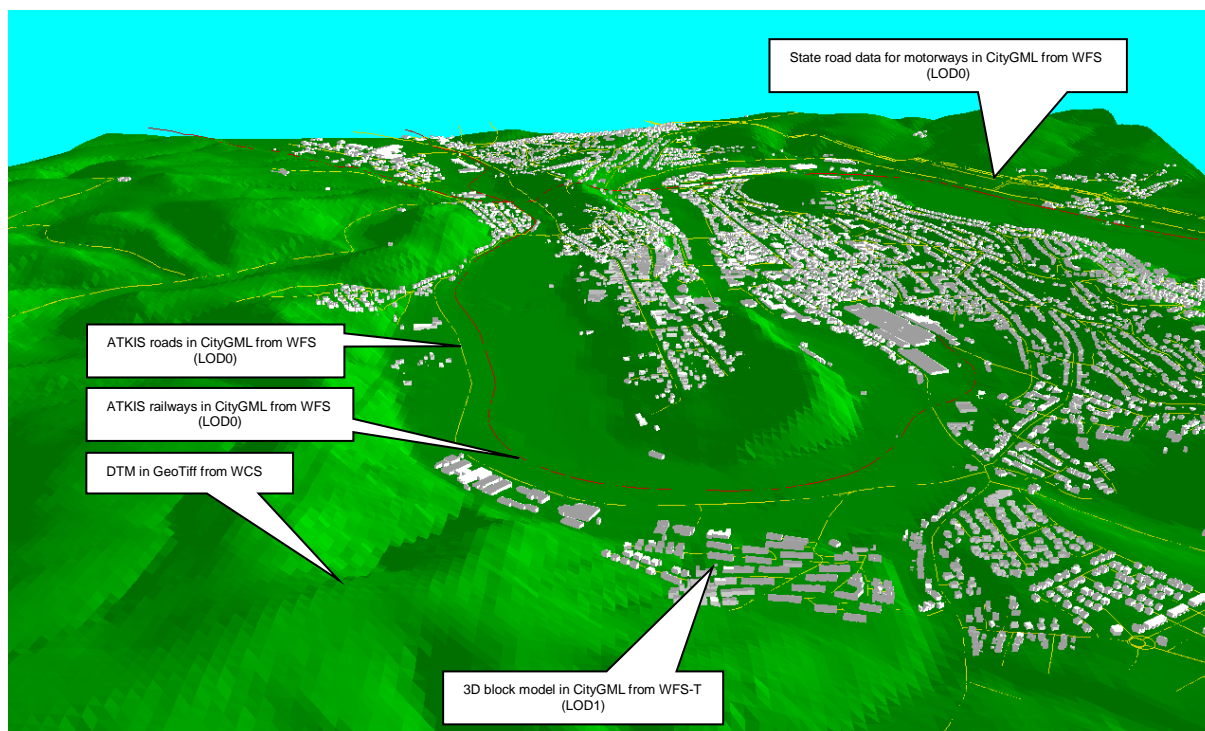 State road data for motorways in CityGML from WFS
(LOD0)
ATKIS roads in CityGML from WFS
(LOD0)
ATKIS railways in CityGML from WFS
(LOD0)
DTM in GeoTiff from WCS
3D block model in CityGML from WFS-T
(LOD1)